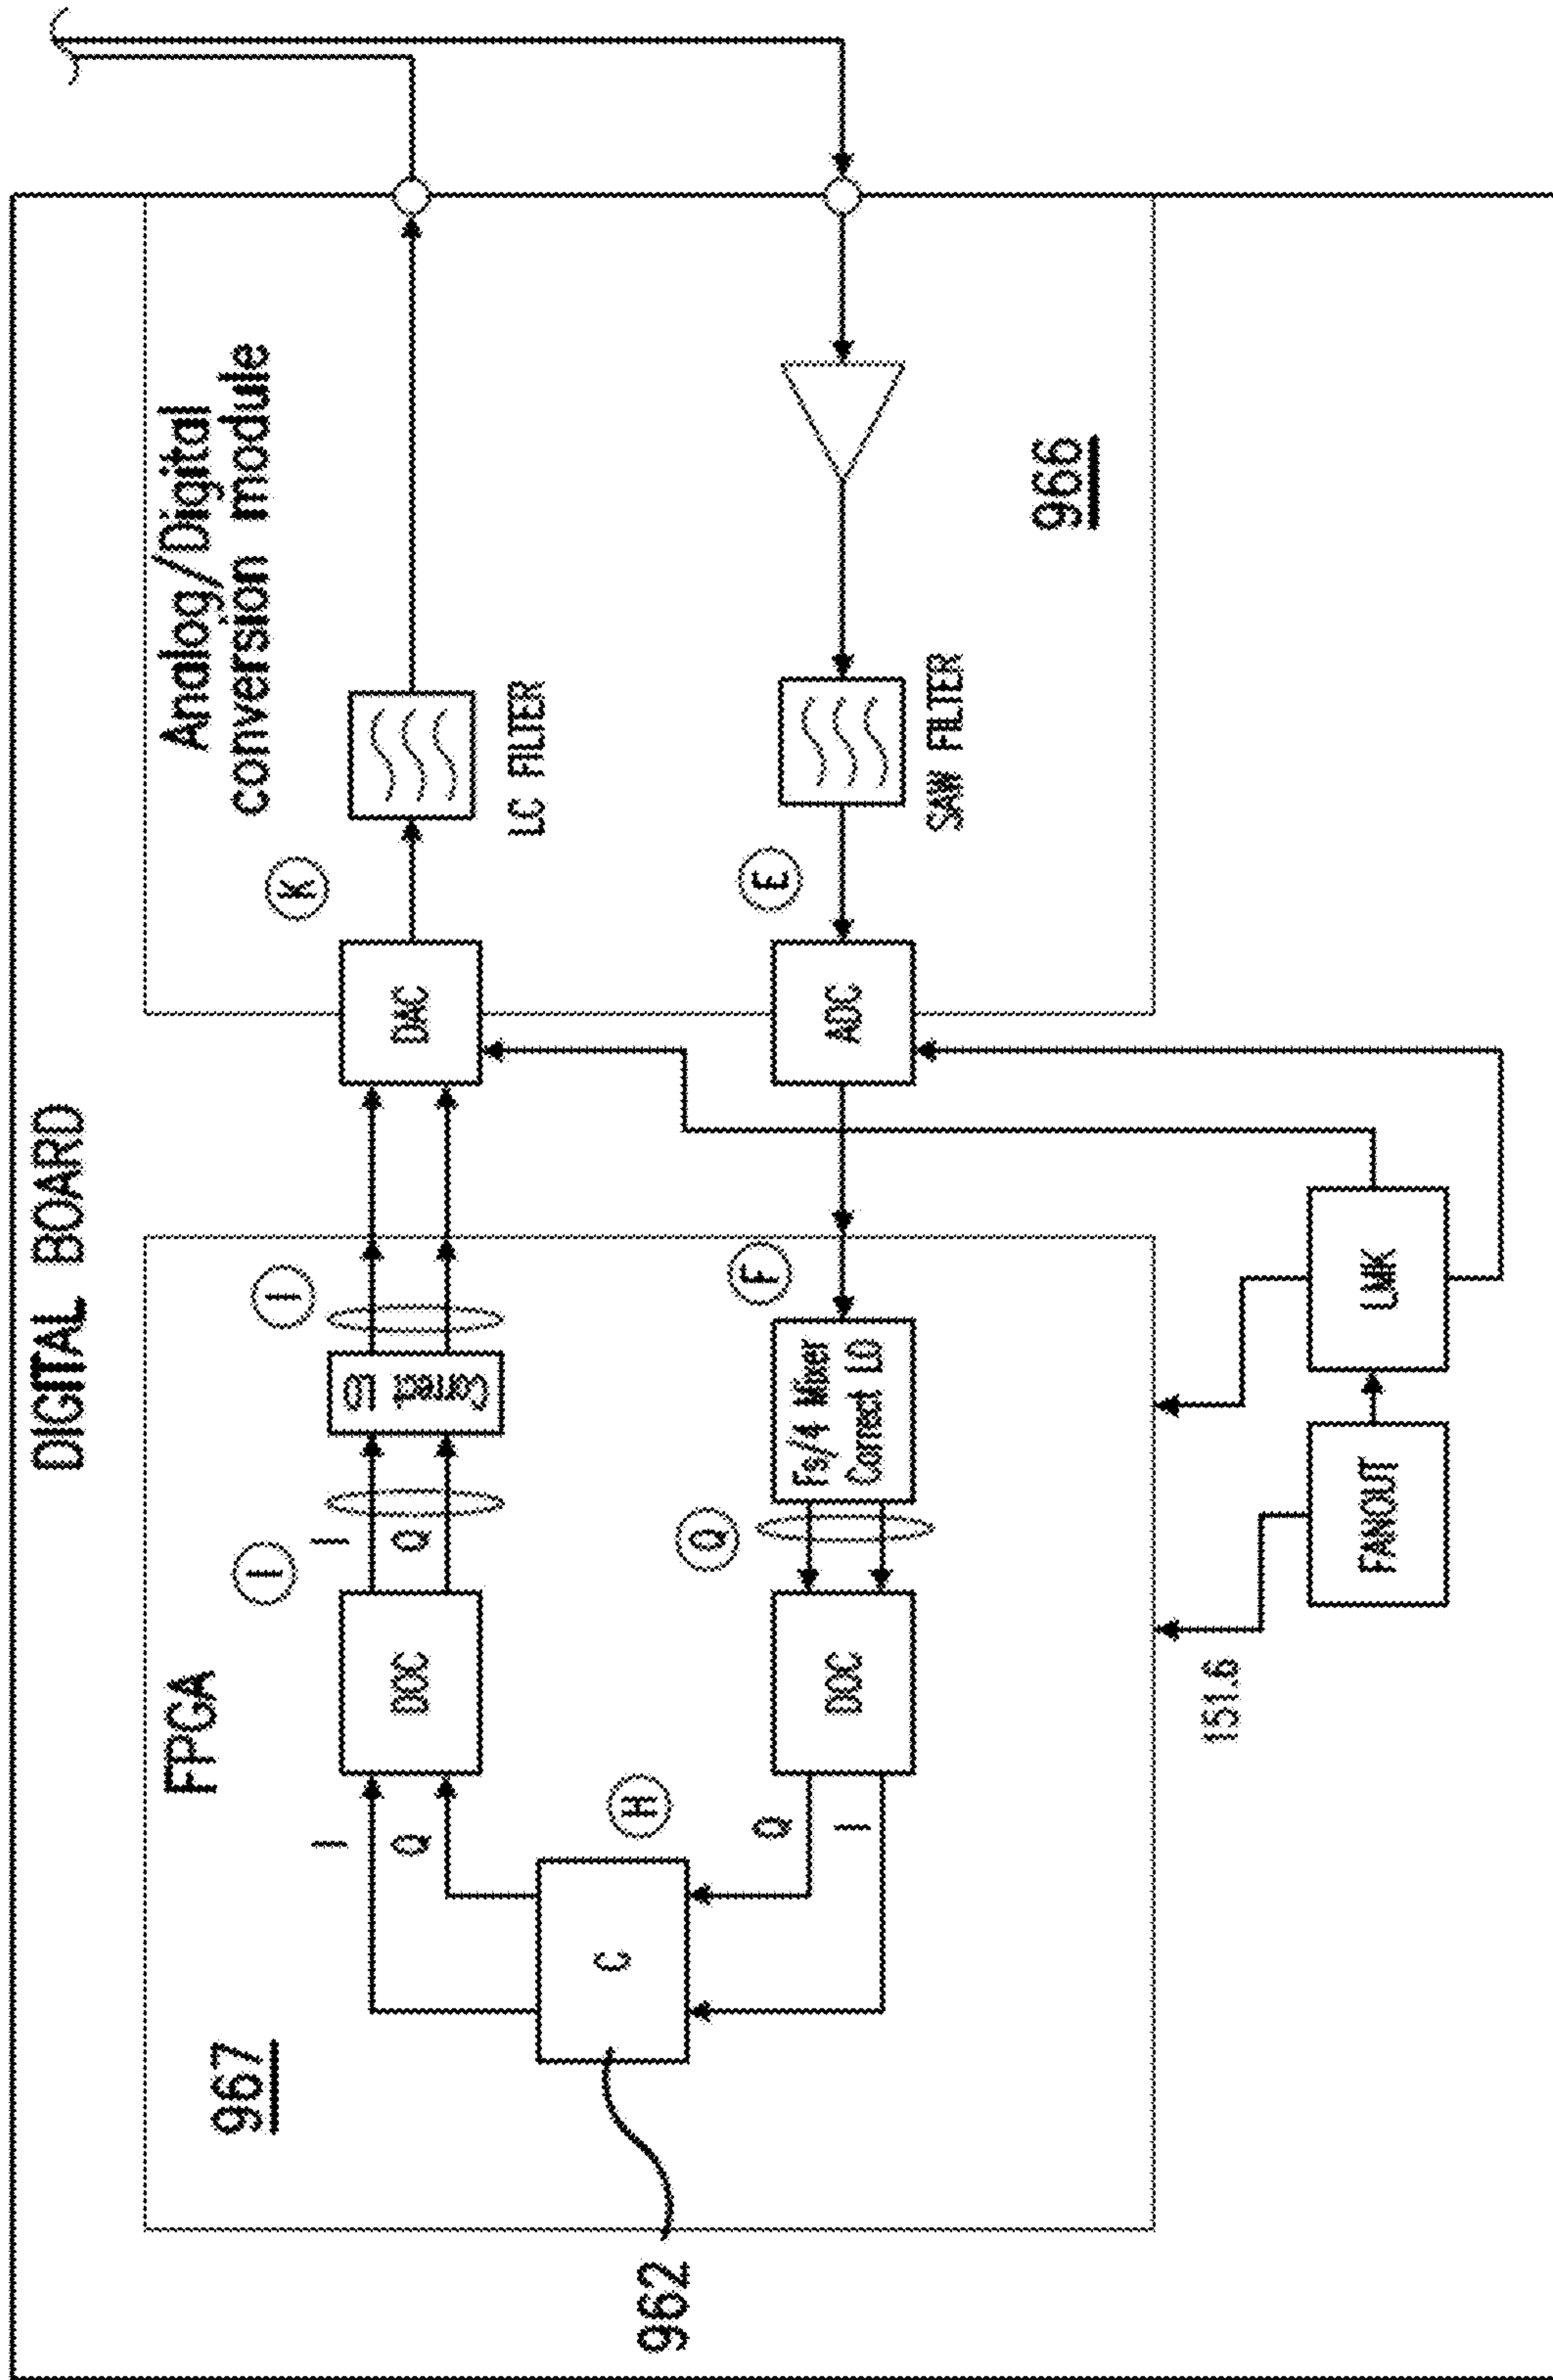 DIGITAL BOARD
967
FPGA
Analog/Digital
conversion module
I
I
K
I
Q
DOC
I
Q
Correct LO
DAC
LC FILTER
962
C
H
Q
I
DOC
Q
Fs/4 Mixer
Correct LO
F
ADC
E
SAW FILTER
966
151.6
FANOUT
LMK